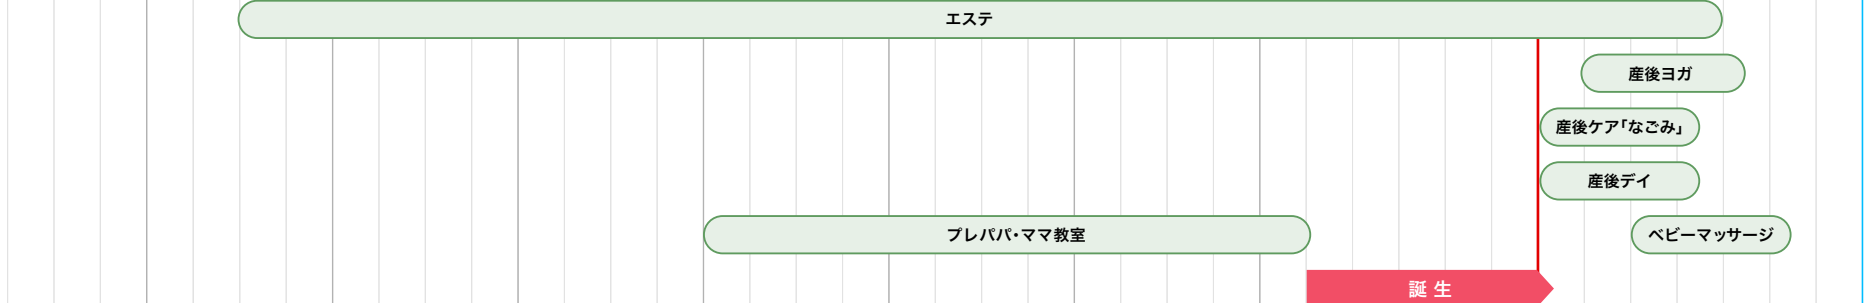 エステ
産後ヨガ
産後ケア「なごみ」
産後デイ
プレパパ・ママ教室
ベビーマッサージ
誕生